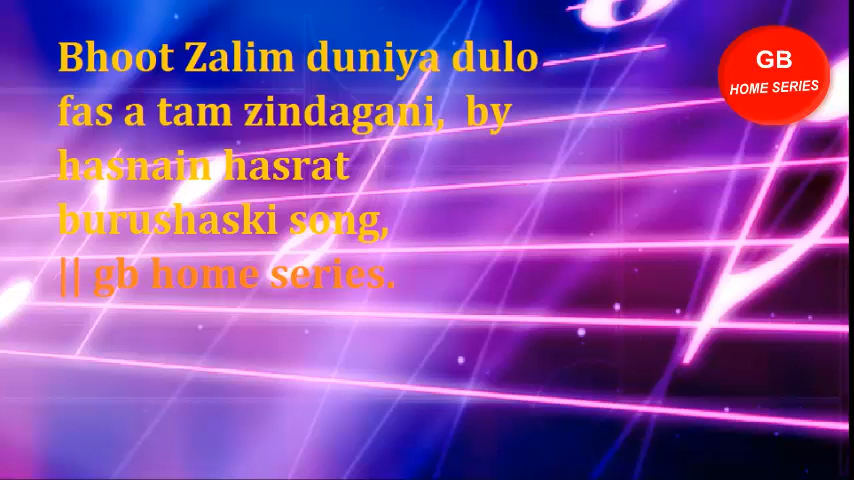 Bhoot Zalim duniya dulo
fas a tam zindagani, by
hasnain hasrat
burushaski song,
|| gb home series.
GB
HOME SERIES